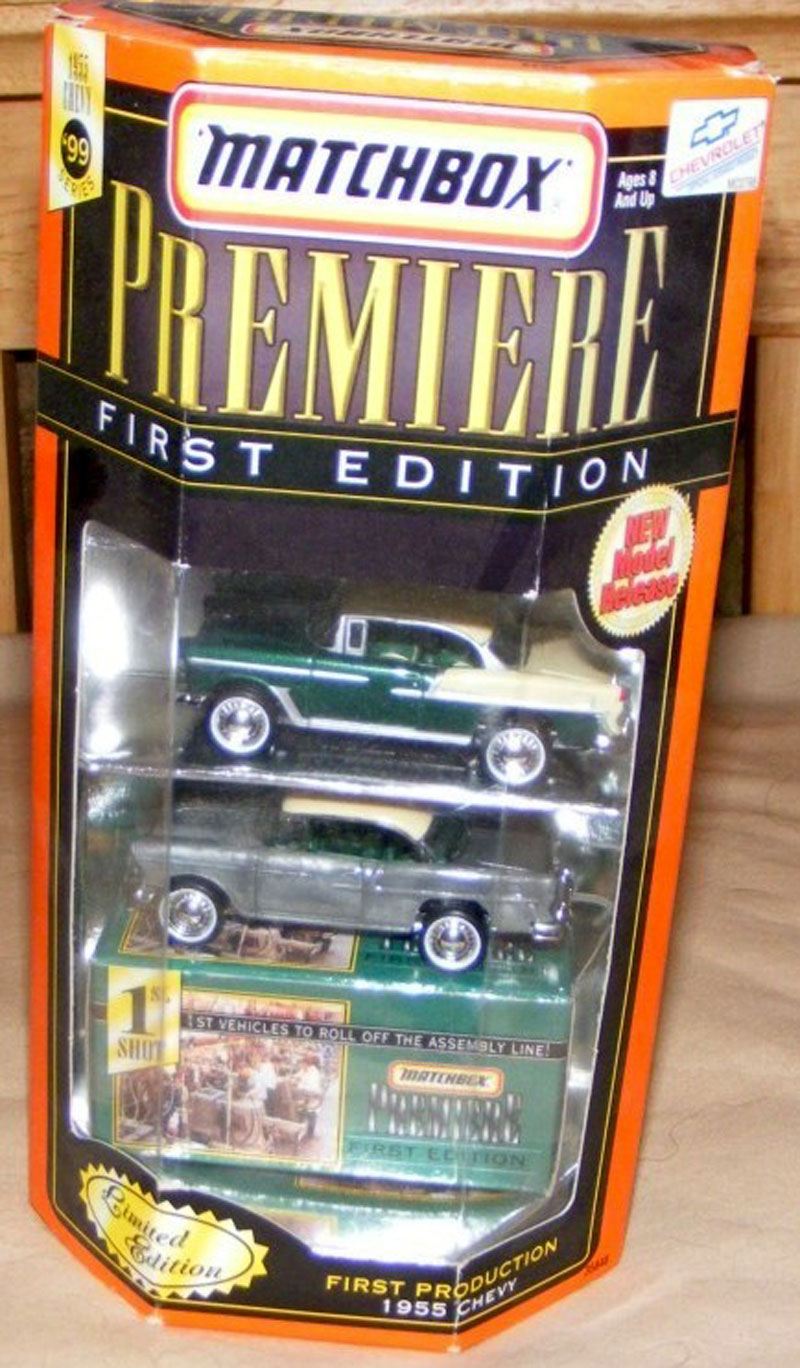 1955
CHEVY
'99
SERIES
MATCHBOX
Ages 8
And Up
CHEVROLET
PREMIERE
FIRST EDITION
NEW
Model
Release
1ST.
SHOT
1ST VEHICLES TO ROLL OFF THE ASSEMBLY LINE!
MATCHBOX
PREMIERE
FIRST EDITION
Limited
Edition
FIRST PRODUCTION
1955 CHEVY